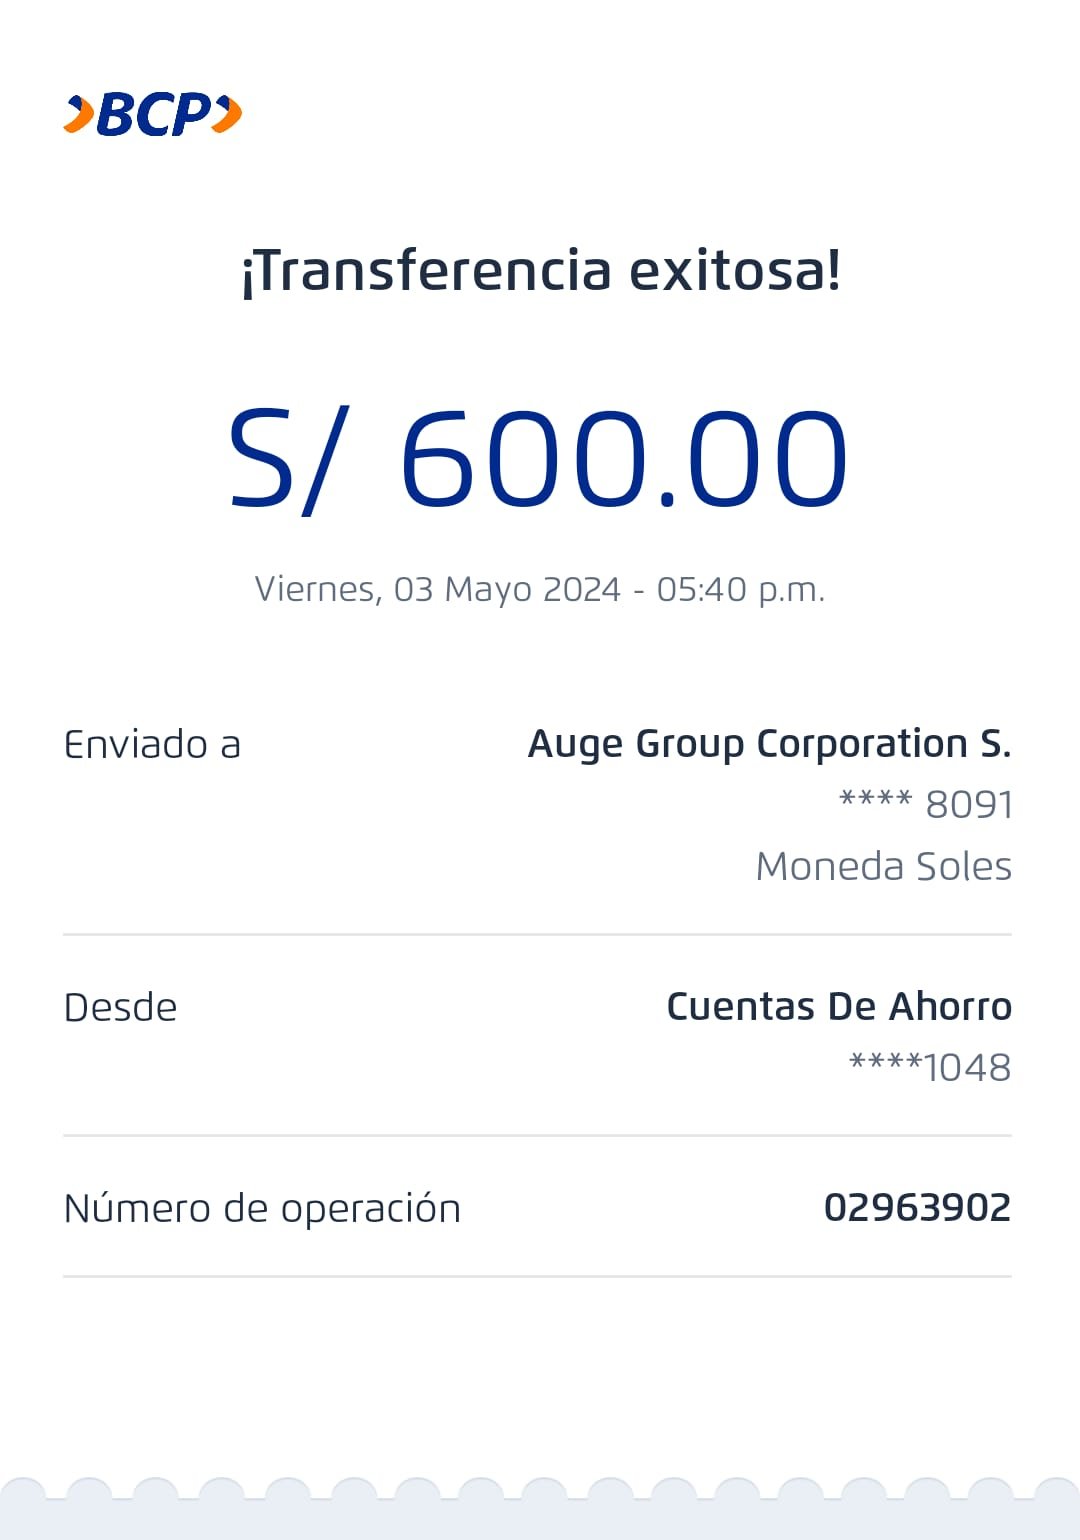 BCP
¡Transferencia exitosa!
S/ 600.00
Viernes, 03 Mayo 2024 - 05:40 p.m.
Enviado a
Auge Group Corporation S.
**** 8091
Moneda Soles
Desde
Cuentas De Ahorro
****1048
Número de operación
02963902